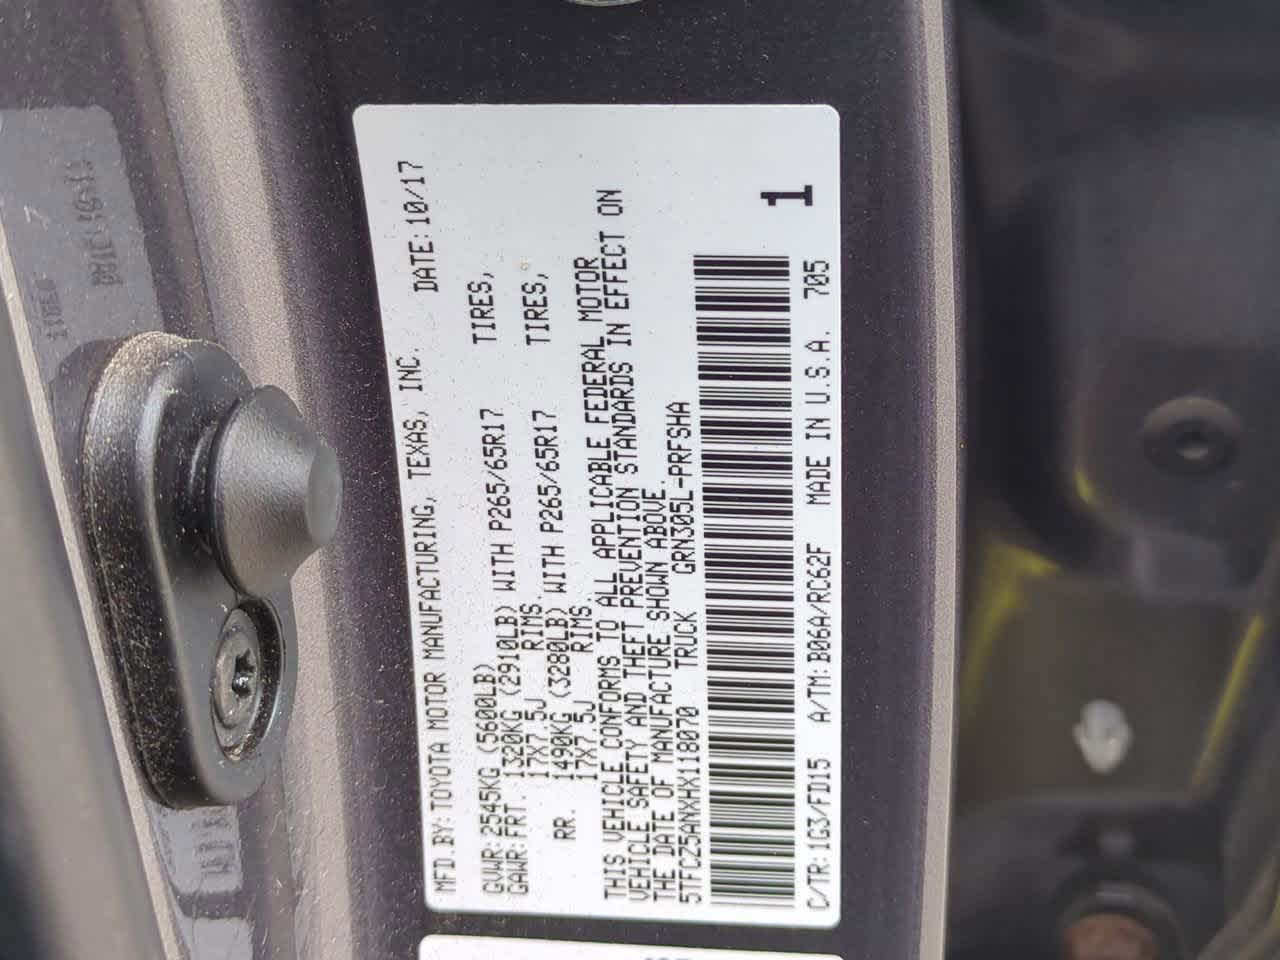 MFD.BY:TOYOTA MOTOR MANUFACTURING, TEXAS, INC. DATE:10/17
GVWR:2545KG (5600LB)
GAWR:FRT. 1320KG (2910LB) WITH P265/65R17 TIRES,
17X7.5J RIMS
RR. 1490KG (3280LB) WITH P265/65R17 TIRES,
17X7.5J RIMS
THIS VEHICLE CONFORMS TO ALL APPLICABLE FEDERAL MOTOR
VEHICLE SAFETY AND THEFT PREVENTION STANDARDS IN EFFECT ON
THE DATE OF MANUFACTURE SHOWN ABOVE.
5TFCZ5ANXHX118070 TRUCK GRN305L-PRFSHA
1
C/TR:1G3/FD15 A/TM:B06A/RC62F MADE IN U.S.A. 705